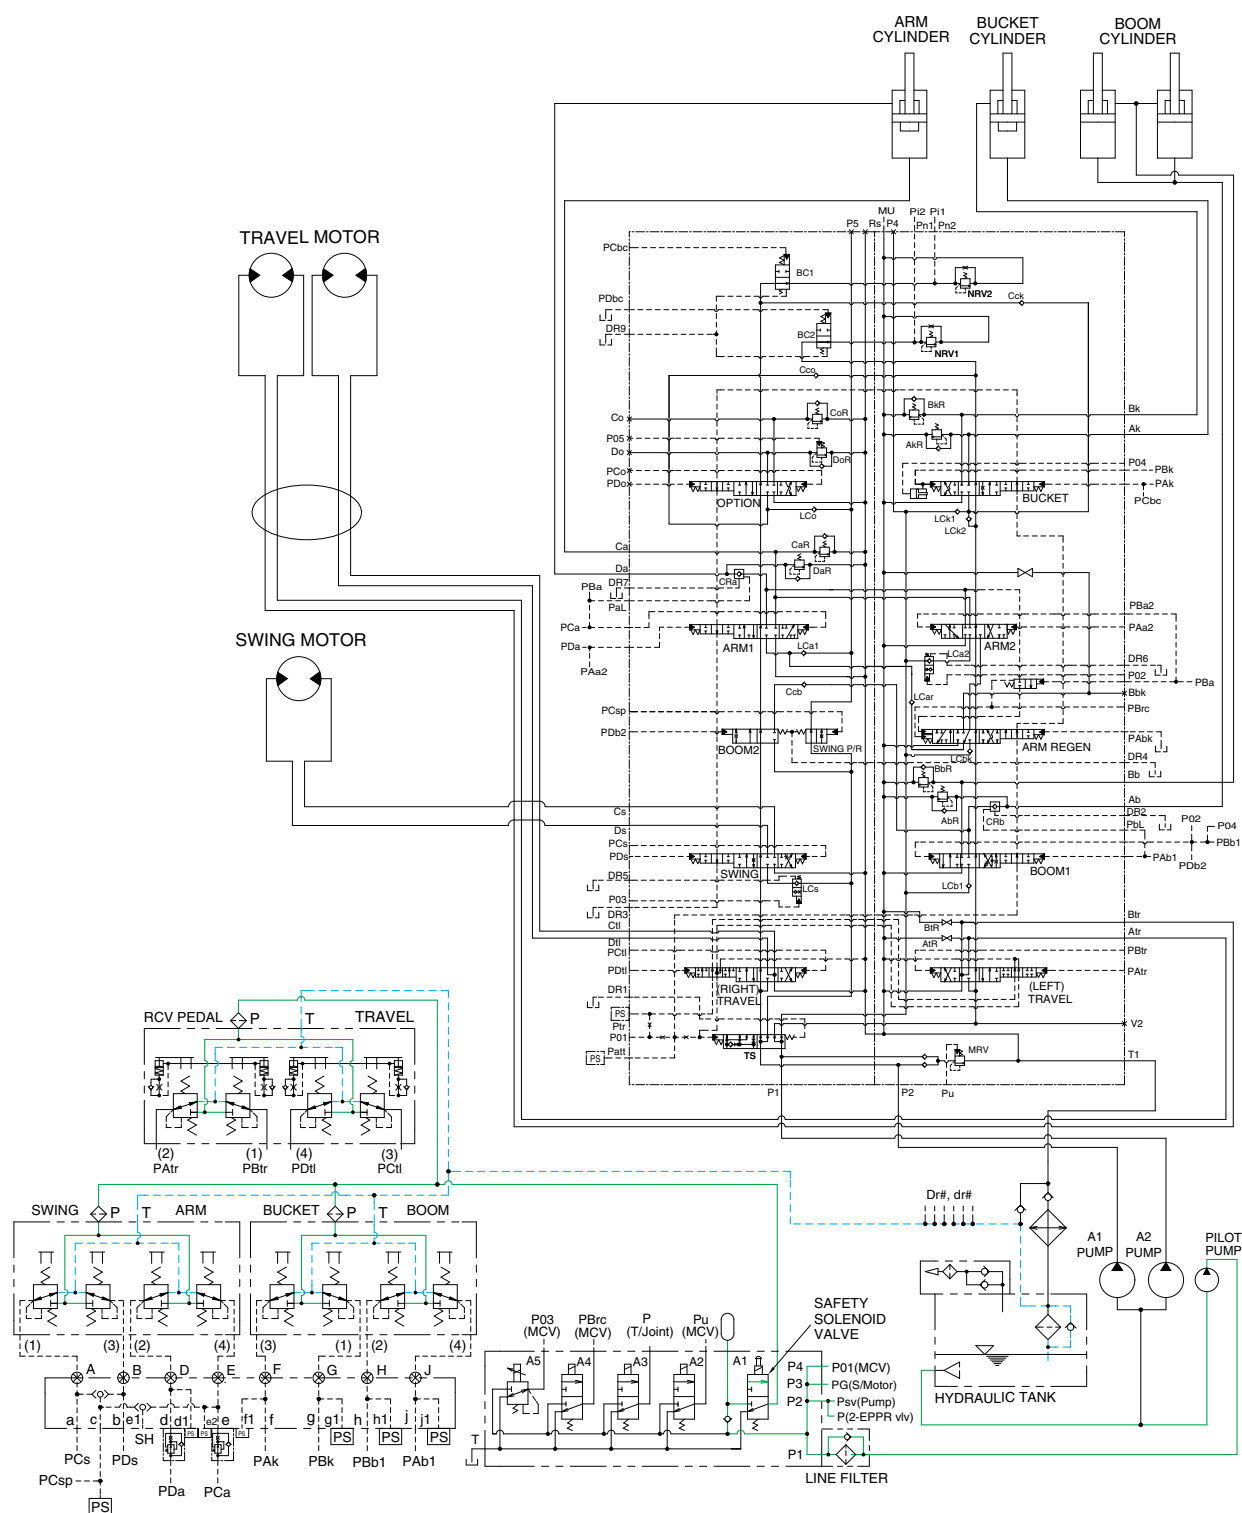 ARM
CYLINDER
BUCKET
CYLINDER
BOOM
CYLINDER
TRAVEL MOTOR
SWING MOTOR
P5
Rs
MU
P4
Pi2
Pn1
Pi1
Pn2
PCbc
BC1
NRV2
Cck
PDbc
DR9
BC2
NRV1
Cco
CoR
BkR
Bk
Co
P05
Do
DoR
AkR
Ak
PCo
PDo
P04
PBk
PAk
PCbc
OPTION
BUCKET
LCo
LCk1
LCk2
Ca
CaR
Da
DaR
DR7
CRa
PBa
PaL
PCa
PDa
PAa2
ARM1
LCa1
ARM2
LCa2
PBa2
PAa2
DR6
P02
PBa
Ccb
LCar
Bbk
PCsp
PBrc
PDb2
BOOM2
SWING P/R
ARM REGEN
PAbk
LCbk
DR4
BbR
Bb
AbR
CRb
Ab
DR2
PbL
P02
P04
PBb1
PAb1
PDb2
Cs
Ds
PCs
PDs
SWING
BOOM1
DR5
LCs
LCb1
P03
DR3
Ctl
BtR
Btr
AtR
Atr
Dtl
PCtl
PBtr
PDtl
PAtr
(RIGHT)
TRAVEL
(LEFT)
TRAVEL
DR1
PS
Ptr
P01
TS
V2
Patt
PS
MRV
T1
P1
P2
Pu
RCV PEDAL
P
T
TRAVEL
(2)
PAtr
(1)
PBtr
(4)
PDtl
(3)
PCtl
SWING
P
T
ARM
BUCKET
P
T
BOOM
(1)
(3)
(2)
(4)
(3)
(1)
(2)
(4)
A
B
D
E
F
G
H
J
a
c
b
e1
d
d1
PS
PS
e2
e
f1
PS
f
g
g1
h
h1
j
j1
SH
PS
PS
PS
PCs
PDs
PAk
PBk
PBb1
PAb1
PCsp
PDa
PCa
PS
Dr#, dr#
A1
PUMP
A2
PUMP
PILOT
PUMP
HYDRAULIC TANK
P03
(MCV)
PBrc
(MCV)
P
(T/Joint)
Pu
(MCV)
SAFETY
SOLENOID
VALVE
A5
A4
A3
A2
A1
P4
P01(MCV)
P3
PG(S/Motor)
P2
Psv(Pump)
P(2-EPPR vlv)
T
P1
LINE FILTER